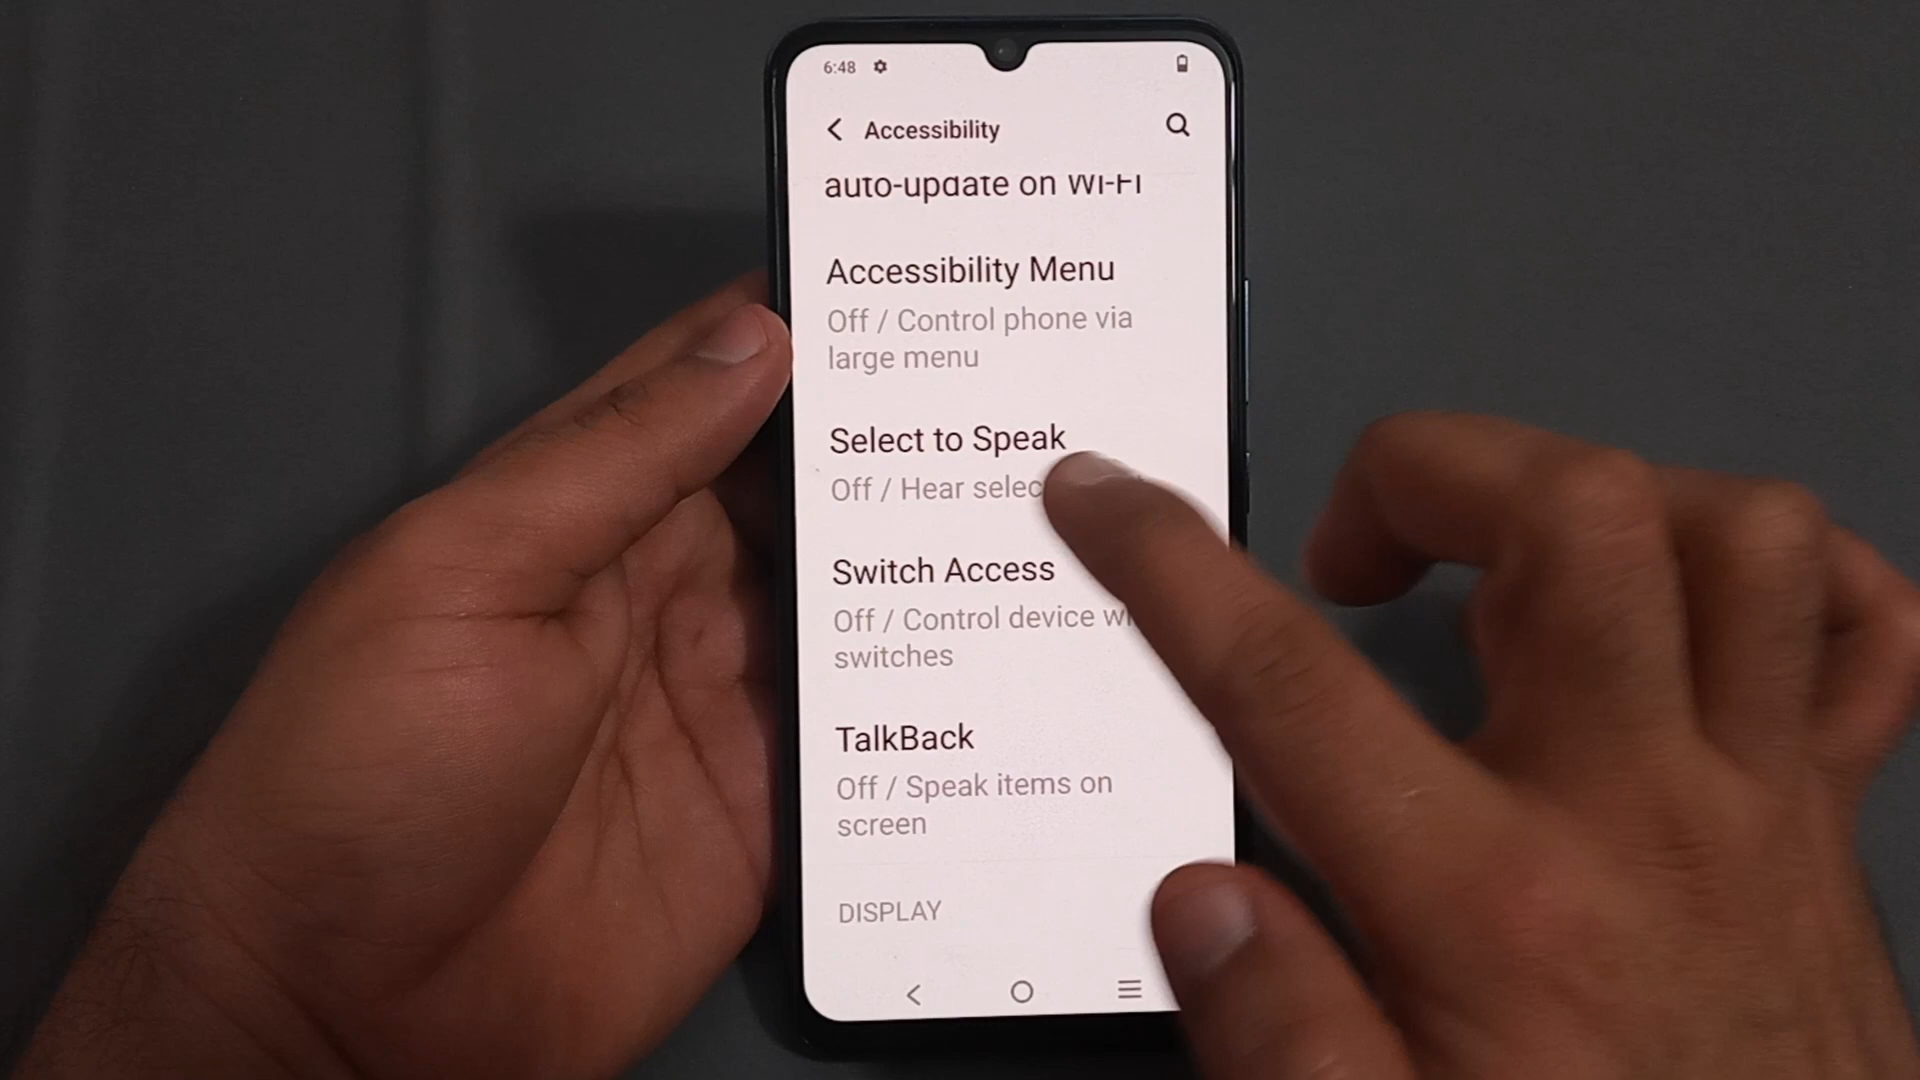 6:48
Accessibility
auto-update on Wi-Fi
Accessibility Menu
Off / Control phone via
large menu
Select to Speak
Off / Hear
Switch Access
Off / Control device
switches
TalkBack
Off / Speak items on
screen
DISPLAY